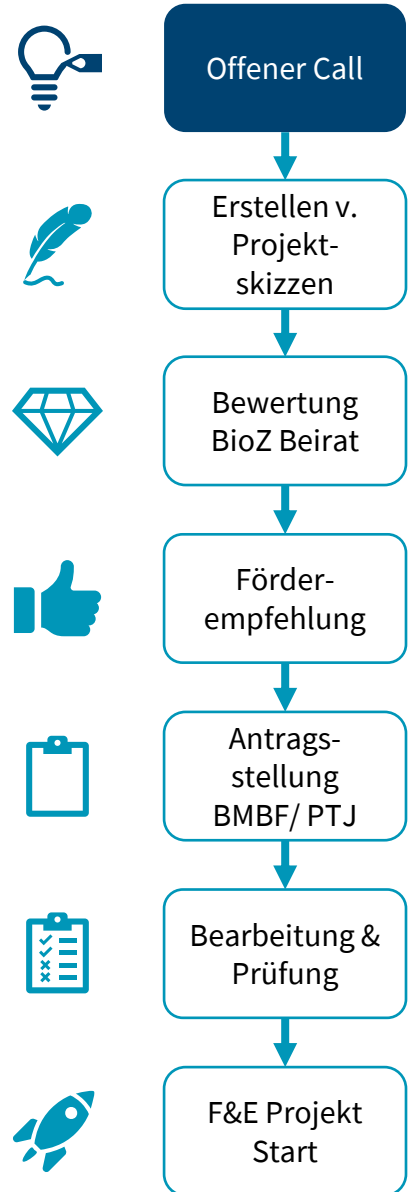 Offener Call
Erstellen v.
Projekt-
skizzen
Bewertung
BioZ Beirat
Förder-
empfehlung
Antrags-
stellung
BMBF/ PTJ
Bearbeitung &
Prüfung
F&E Projekt
Start